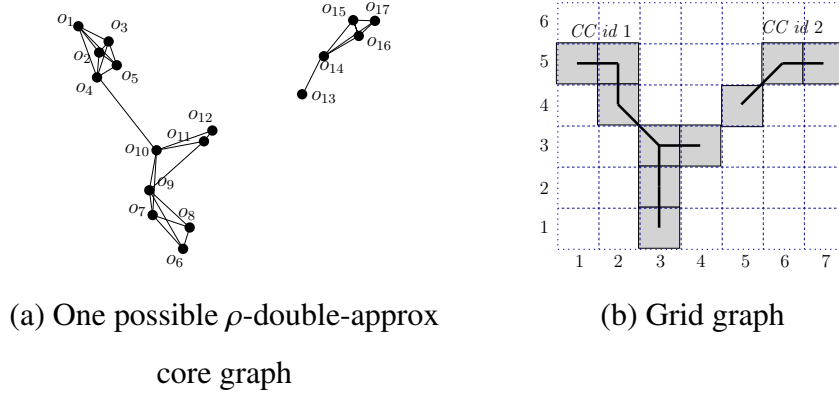 o1
o3
o2
o5
o4
o12
o11
o10
o9
o7
o8
o6
o15
o17
o16
o14
o13
(a) One possible ρ-double-approx
core graph
6
CC id 1
CC id 2
5
4
3
2
1
1 2 3 4 5 6 7
(b) Grid graph